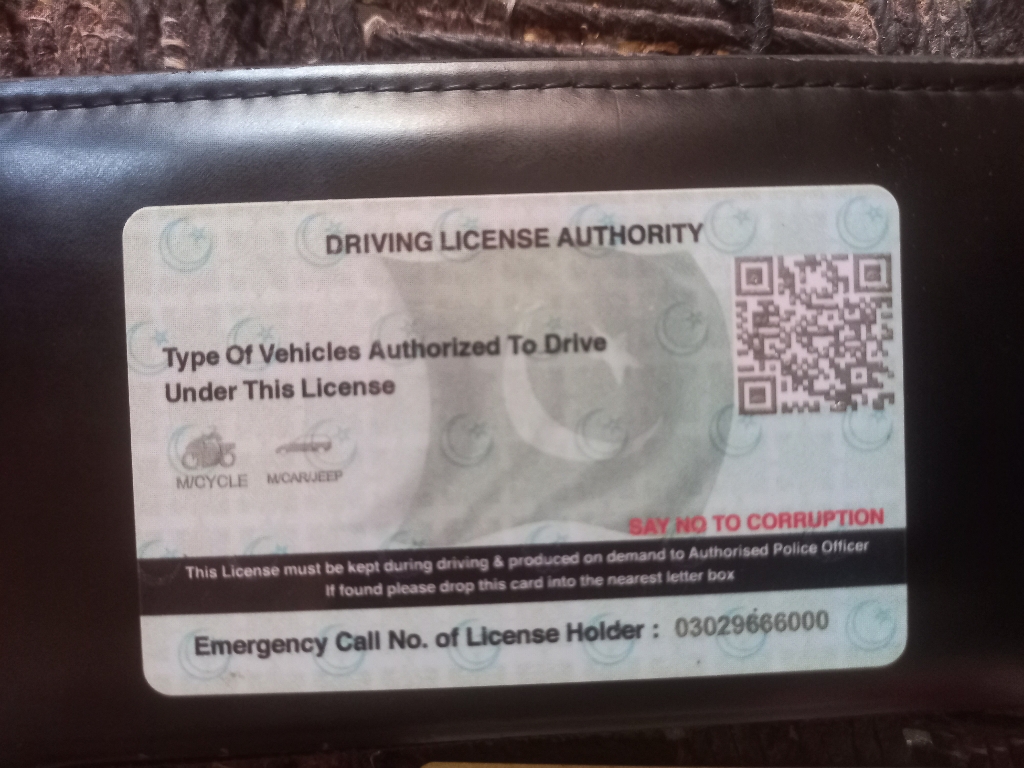 DRIVING LICENSE AUTHORITY
Type Of Vehicles Authorized To Drive
Under This License
M/CYCLE M/CAR/JEEP
SAY NO TO CORRUPTION
This License must be kept during driving & produced on demand to Authorised Police Officer
If found please drop this card into the nearest letter box
Emergency Call No. of License Holder : 03029666000